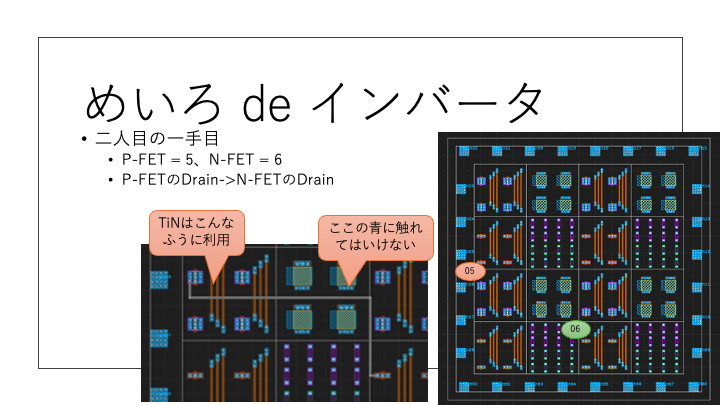 めいろ de インバータ
• 二人目の一手目
• P-FET = 5、N-FET = 6
• P-FETのDrain->N-FETのDrain
TiNはこんな
ふうに利用
ここの青に触れ
てはいけない
05
06